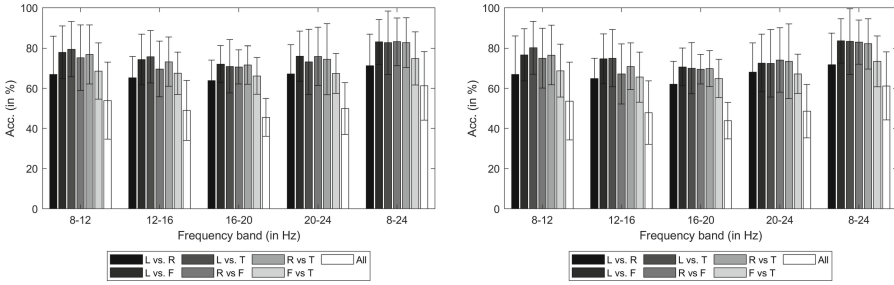 Acc. (in %)
100
80
60
40
20
0
8-12 12-16 16-20 20-24 8-24
Frequency band (in Hz)
L vs. R L vs. T R vs T All
L vs. F R vs F F vs T
Acc. (in %)
100
80
60
40
20
0
8-12 12-16 16-20 20-24 8-24
Frequency band (in Hz)
L vs. R L vs. T R vs T All
L vs. F R vs F F vs T